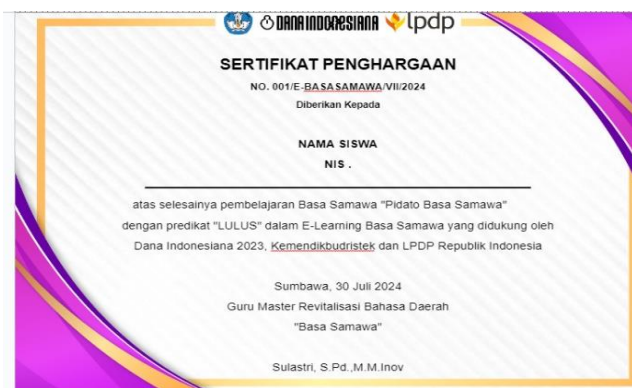 DANA INDONESIANA lpdp
SERTIFIKAT PENGHARGAAN
NO. 001/E-BASASAMAWA/VII/2024
Diberikan Kepada
NAMA SISWA
NIS .
atas selesainya pembelajaran Basa Samawa "Pidato Basa Samawa"
dengan predikat "LULUS" dalam E-Learning Basa Samawa yang didukung oleh
Dana Indonesiana 2023, Kemendikbudristek dan LPDP Republik Indonesia
Sumbawa, 30 Juli 2024
Guru Master Revitalisasi Bahasa Daerah
"Basa Samawa"
Sulastri, S.Pd.,M.M.Inov